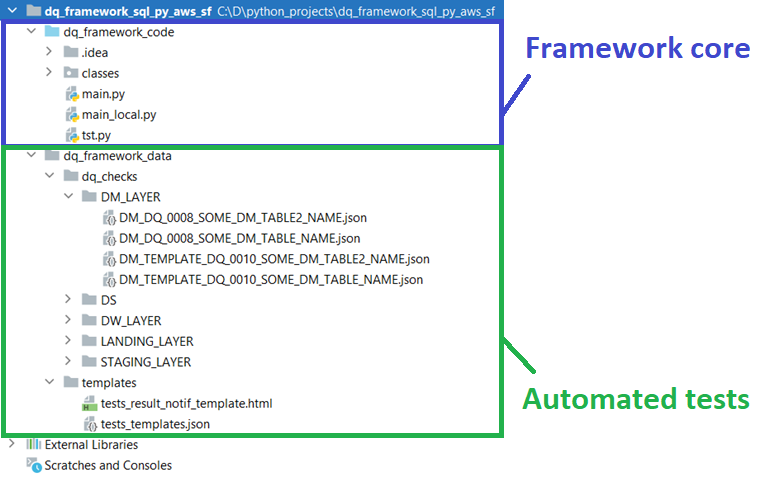 dq_framework_sql_py_aws_sf C:\D\python_projects\dq_framework_sql_py_aws_sf
dq_framework_code
.idea
classes
main.py
main_local.py
tst.py
Framework core
dq_framework_data
dq_checks
DM_LAYER
DM_DQ_0008_SOME_DM_TABLE2_NAME.json
DM_DQ_0008_SOME_DM_TABLE_NAME.json
DM_TEMPLATE_DQ_0010_SOME_DM_TABLE2_NAME.json
DM_TEMPLATE_DQ_0010_SOME_DM_TABLE_NAME.json
DS
DW_LAYER
LANDING_LAYER
STAGING_LAYER
templates
tests_result_notif_template.html
tests_templates.json
Automated tests
External Libraries
Scratches and Consoles